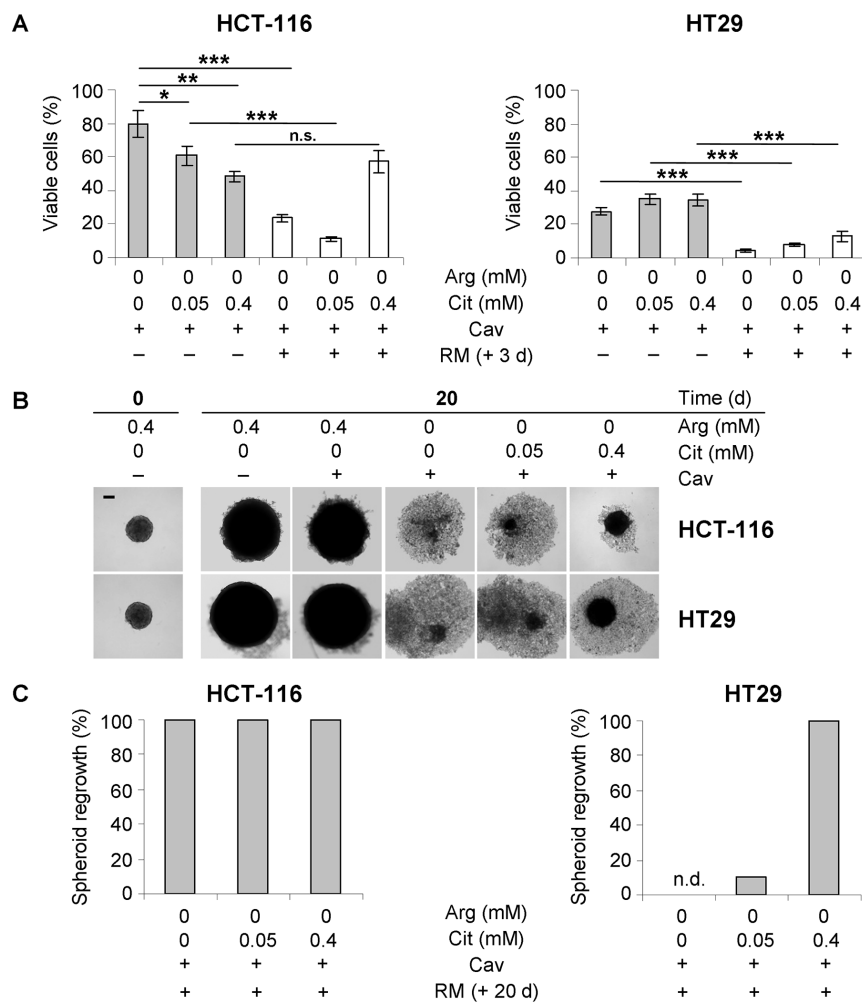 A
HCT-116
HT29
Viable cells (%)
100
80
60
40
20
0
***
**
*
***
n.s.
Viable cells (%)
100
80
60
40
20
0
***
***
***
0 0 0 0 0 0 Arg (mM) 0 0 0 0 0 0
0 0.05 0.4 0 0.05 0.4 Cit (mM) 0 0.05 0.4 0 0.05 0.4
+ + + + + + Cav + + + + + +
– – – + + + RM (+ 3 d) – – – + + +
B
0 20 Time (d)
0.4 0.4 0.4 0 0 0 Arg (mM)
0 0 0 0 0.05 0.4 Cit (mM)
– – + + + + Cav
HCT-116
HT29
C
HCT-116
HT29
Spheroid regrowth (%)
100
80
60
40
20
0
Spheroid regrowth (%)
100
80
60
40
20
0
n.d.
0 0 0 Arg (mM) 0 0 0
0 0.05 0.4 Cit (mM) 0 0.05 0.4
+ + + Cav + + +
+ + + RM (+ 20 d) + + +